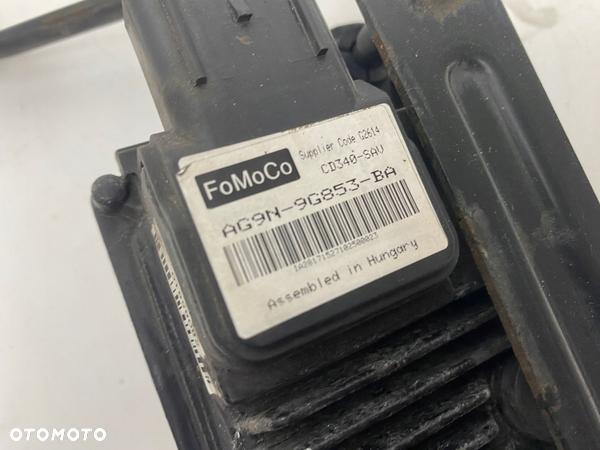 FoMoCo
Supplier Code G2614
CD340-SAV
AG9N-9G853-BA
Assembled in Hungary
OTOMOTO